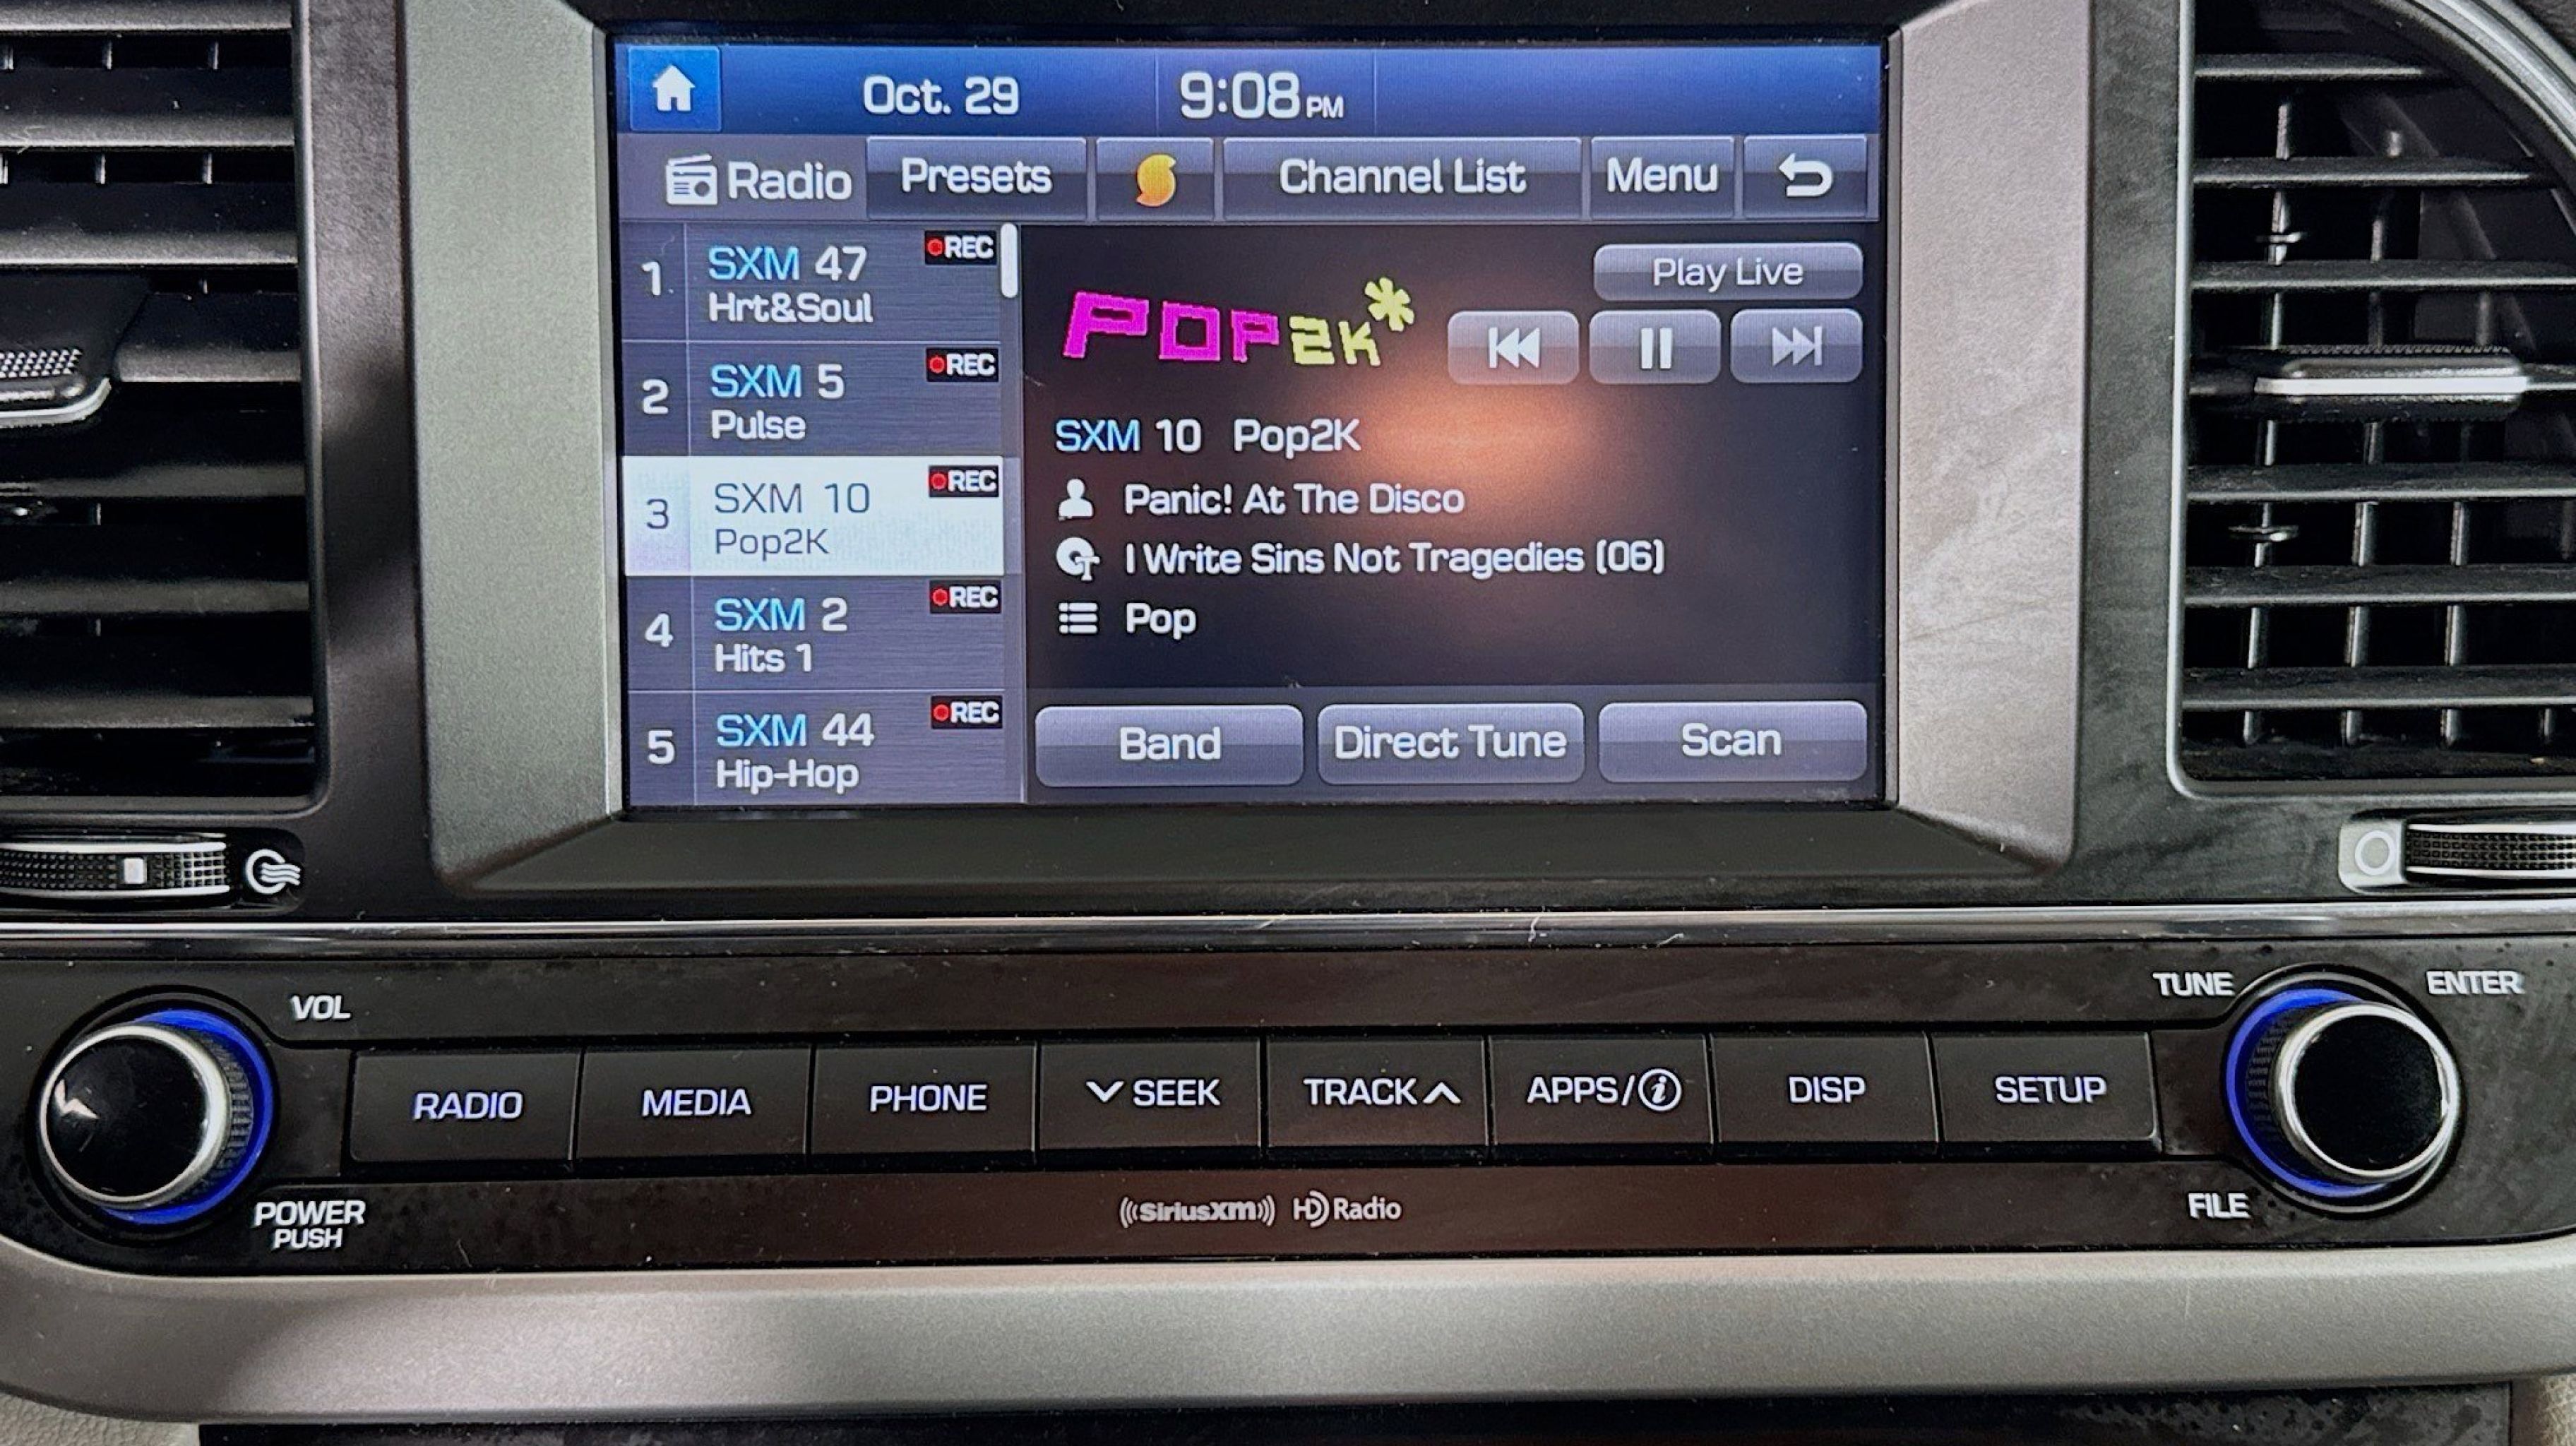 Oct. 29 9:08 PM
Radio Presets Channel List Menu
1 SXM 47 REC
Hrt&Soul
2 SXM 5 REC
Pulse
3 SXM 10 REC
Pop2K
4 SXM 2 REC
Hits 1
5 SXM 44 REC
Hip-Hop
Play Live
POP2K*
SXM 10 Pop2K
Panic! At The Disco
I Write Sins Not Tragedies (06)
Pop
Band Direct Tune Scan
VOL
TUNE ENTER
RADIO MEDIA PHONE SEEK TRACK APPS/i DISP SETUP
POWER
PUSH
FILE
((SiriusXM)) HD Radio